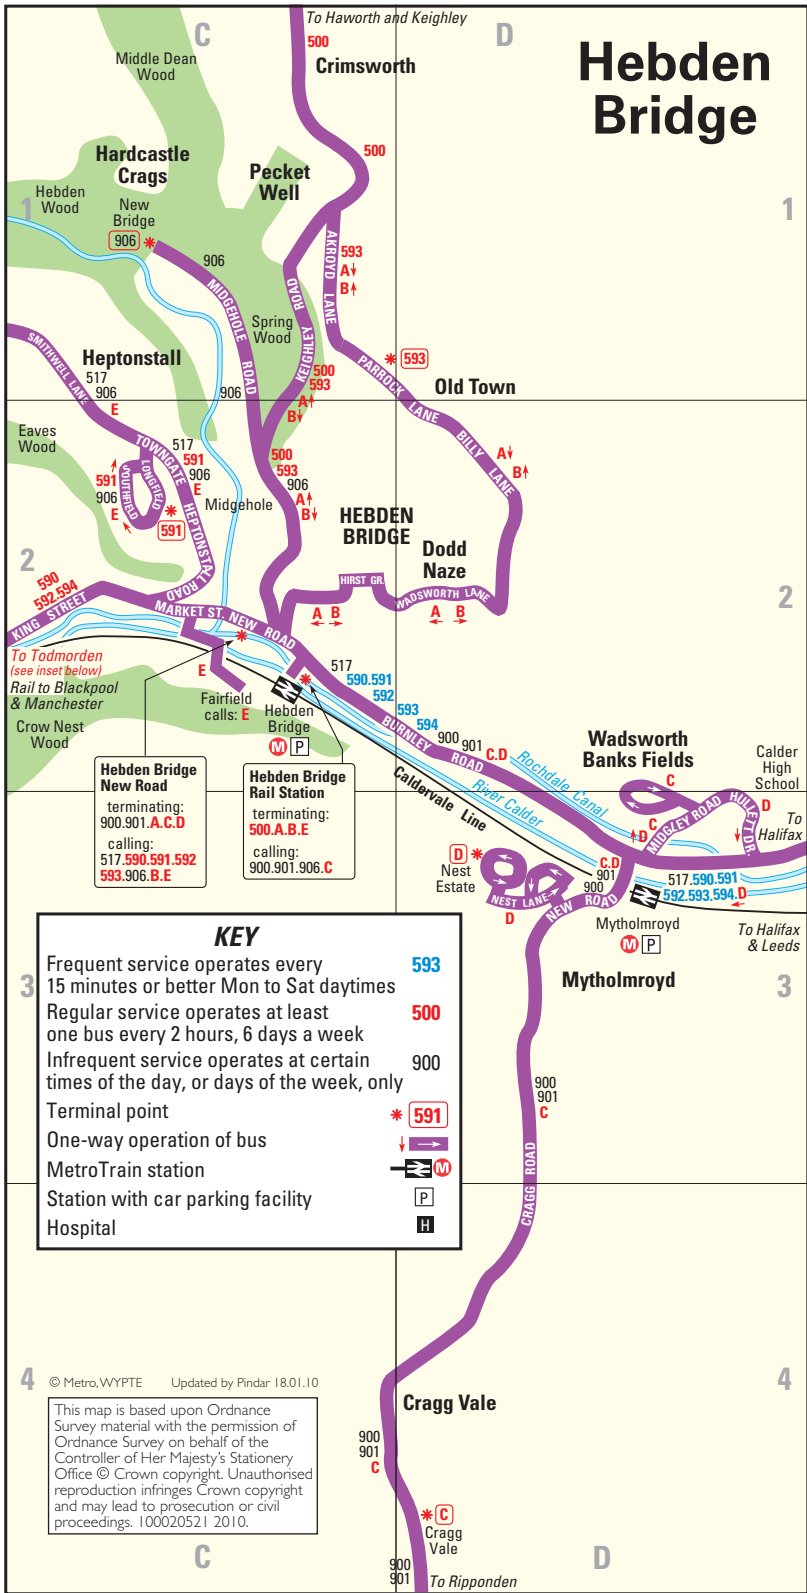 To Haworth and Keighley
C
D
Hebden
Bridge
500
Crimsworth
Middle Dean
Wood
500
Hardcastle
Crags
Pecket
Well
Hebden
Wood
1
New
Bridge
906
906
1
AKROYD LANE
593
A
B
MIDGEHOLE ROAD
KEIGHLEY ROAD
Spring
Wood
SMITHWELL LANE
Heptonstall
593
PARROCK LANE
Old Town
517
906
E
906
500
593
A
B
Eaves
Wood
TOWNGATE
517
591
906
E
BILLY LANE
A
B
500
593
906
A
B
591
906
E
SOUTHFIELD
LONGFIELD
HEPTONSTALL ROAD
591
Midgehole
HEBDEN
BRIDGE
Dodd
Naze
2
2
590
592.594
KING STREET
MARKET ST.
NEW ROAD
HIRST GR.
WADSWORTH LANE
A B
A B
To Todmorden
(see inset below)
Rail to Blackpool
& Manchester
Crow Nest
Wood
E
Fairfield
calls: E
Hebden
Bridge
M P
517
590.591
592
593
594
BURNLEY ROAD
900
901
C.D
Rochdale Canal
River Calder
Caldervale Line
Wadsworth
Banks Fields
Calder
High
School
C
D
C
D
MIDGLEY ROAD
HULLETT DR.
To
Halifax
Hebden Bridge
New Road
terminating:
900.901.A.C.D
calling:
517.590.591.592
593.906.B.E
Hebden Bridge
Rail Station
terminating:
500.A.B.E
calling:
900.901.906.C
D
Nest
Estate
NEST LANE
D
C.D
901
900
NEW ROAD
517.590.591
592.593.594.D
Mytholmroyd
M P
To Halifax
& Leeds
Mytholmroyd
3
3
KEY
Frequent service operates every
15 minutes or better Mon to Sat daytimes
593
Regular service operates at least
one bus every 2 hours, 6 days a week
500
Infrequent service operates at certain
times of the day, or days of the week, only
900
Terminal point
591
One-way operation of bus
MetroTrain station
M
Station with car parking facility
P
Hospital
H
900
901
C
CRAGG ROAD
4
4
© Metro, WYPTE Updated by Pindar 18.01.10
This map is based upon Ordnance
Survey material with the permission of
Ordnance Survey on behalf of the
Controller of Her Majesty's Stationery
Office © Crown copyright. Unauthorised
reproduction infringes Crown copyright
and may lead to prosecution or civil
proceedings. 100020521 2010.
Cragg Vale
900
901
C
C
Cragg
Vale
C
D
900
901
To Ripponden